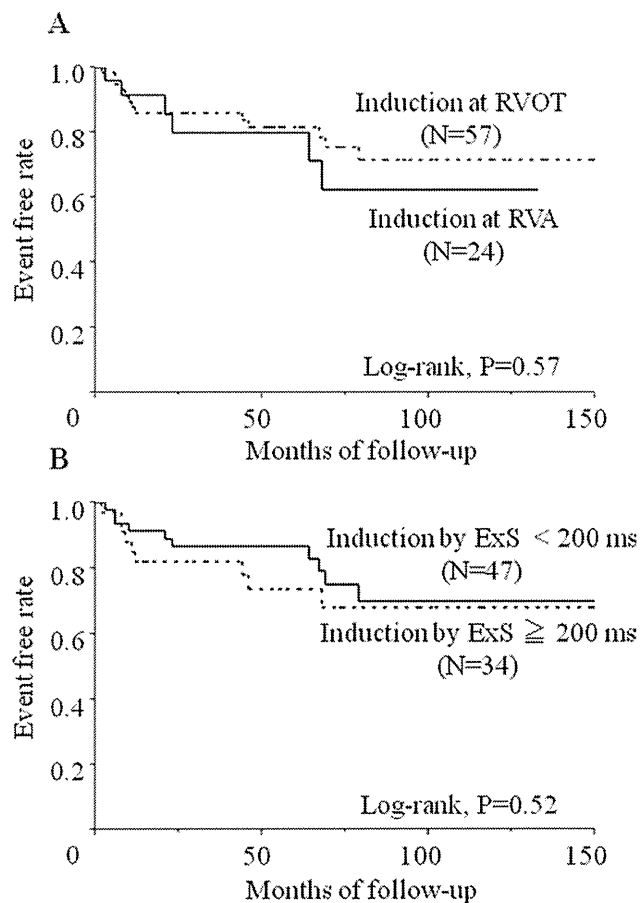 A
1.0
0.8
0.6
0.4
0.2
Event free rate
Induction at RVOT
(N=57)
Induction at RVA
(N=24)
Log-rank, P=0.57
0
50
100
150
Months of follow-up
B
1.0
0.8
0.6
0.4
0.2
Event free rate
Induction by ExS < 200 ms
(N=47)
Induction by ExS ≧ 200 ms
(N=34)
Log-rank, P=0.52
0
50
100
150
Months of follow-up